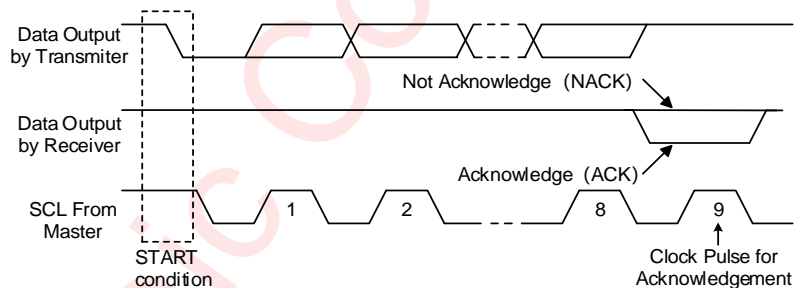 Data Output
by Transmiter
Not Acknowledge (NACK)
Data Output
by Receiver
Acknowledge (ACK)
SCL From
Master
1
2
8
9
START
condition
Clock Pulse for
Acknowledgement